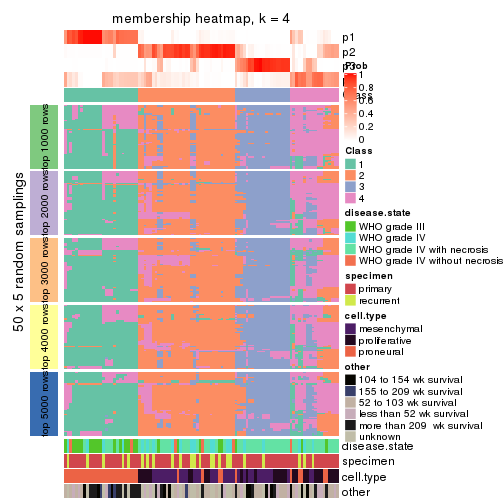 membership heatmap, k = 4
p1
p2
p3
Prob
1
0.8
0.6
0.4
0.2
0
Class
Class
1
2
3
4
disease.state
WHO grade III
WHO grade IV
WHO grade IV with necrosis
WHO grade IV without necrosis
specimen
primary
recurrent
cell.type
mesenchymal
proliferative
proneural
other
104 to 154 wk survival
155 to 209 wk survival
52 to 103 wk survival
less than 52 wk survival
more than 209 wk survival
unknown
50 x 5 random samplings
top 1000 rows
top 2000 rows
top 3000 rows
top 4000 rows
top 5000 rows
disease.state
specimen
cell.type
other